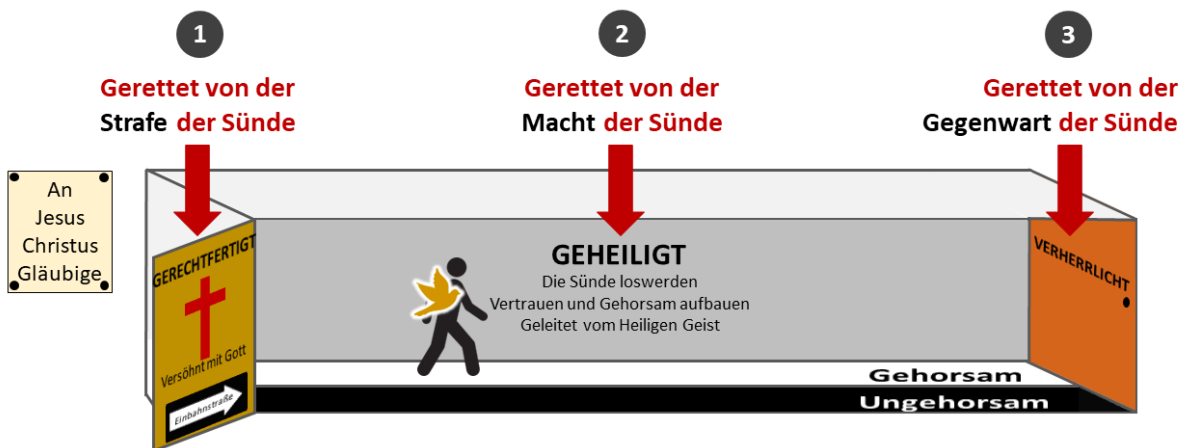 1
Gerettet von der
Strafe der Sünde
2
Gerettet von der
Macht der Sünde
3
Gerettet von der
Gegenwart der Sünde
An
Jesus
Christus
Gläubige
GERECHTFERTIGT
Versöhnt mit Gott
Einbahnstraße
GEHEILIGT
Die Sünde loswerden
Vertrauen und Gehorsam aufbauen
Geleitet vom Heiligen Geist
VERHERRLICHT
Gehorsam
Ungehorsam